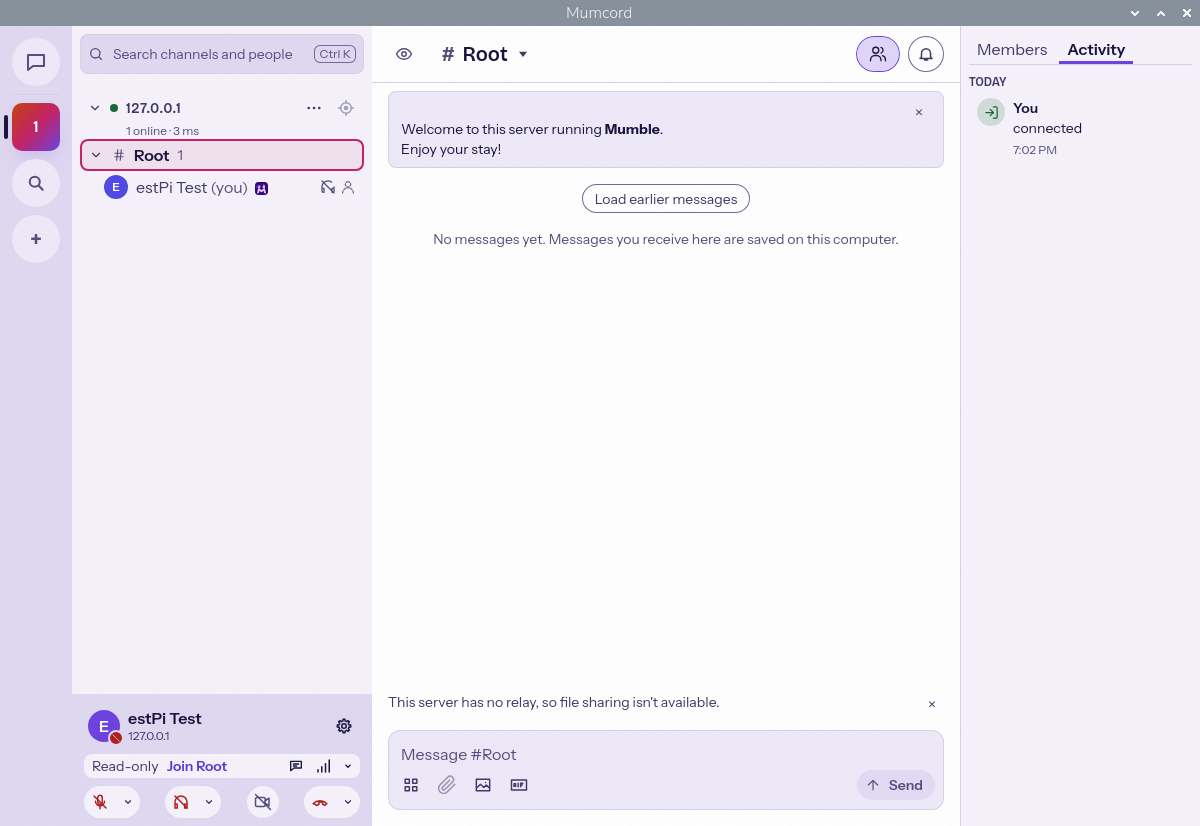 Mumcord
Search channels and people
Ctrl K
1
127.0.0.1
1 online · 3 ms
# Root 1
E
estPi Test (you)
# Root
Welcome to this server running Mumble.
Enjoy your stay!
Load earlier messages
No messages yet. Messages you receive here are saved on this computer.
Members
Activity
TODAY
You
connected
7:02 PM
E
estPi Test
127.0.0.1
Read-only
Join Root
This server has no relay, so file sharing isn't available.
Message #Root
GIF
Send